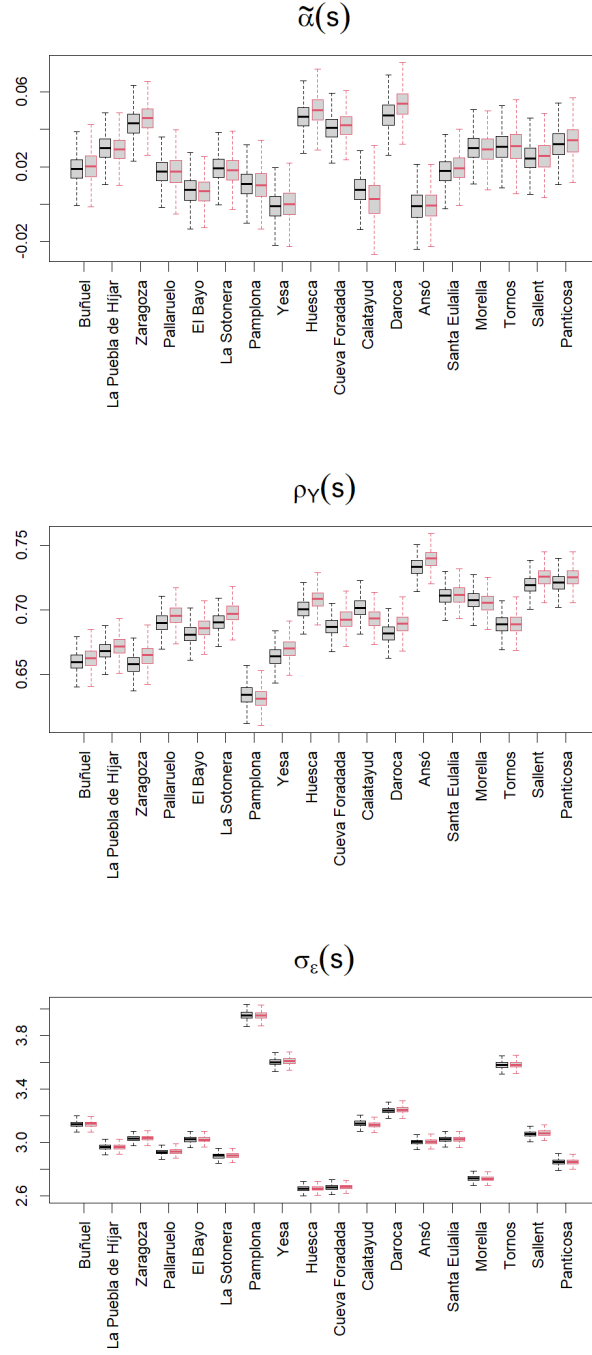 α̃(s)
0.06
0.02
-0.02
Buñuel
La Puebla de Híjar
Zaragoza
Pallaruelo
El Bayo
La Sotonera
Pamplona
Yesa
Huesca
Cueva Foradada
Calatayud
Daroca
Ansó
Santa Eulalia
Morella
Tornos
Sallent
Panticosa
ρY(s)
0.75
0.70
0.65
Buñuel
La Puebla de Híjar
Zaragoza
Pallaruelo
El Bayo
La Sotonera
Pamplona
Yesa
Huesca
Cueva Foradada
Calatayud
Daroca
Ansó
Santa Eulalia
Morella
Tornos
Sallent
Panticosa
σε(s)
3.8
3.4
3.0
2.6
Buñuel
La Puebla de Híjar
Zaragoza
Pallaruelo
El Bayo
La Sotonera
Pamplona
Yesa
Huesca
Cueva Foradada
Calatayud
Daroca
Ansó
Santa Eulalia
Morella
Tornos
Sallent
Panticosa